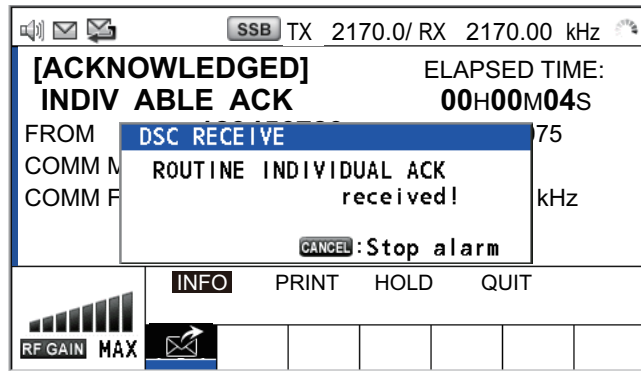 SSB TX 2170.0/ RX 2170.00 kHz
[ACKNOWLEDGED] ELAPSED TIME:
INDIV ABLE ACK 00H00M04S
FROM 75
DSC RECEIVE
COMM M
ROUTINE INDIVIDUAL ACK
COMM F received! kHz
CANCEL:Stop alarm
INFO PRINT HOLD QUIT
RF GAIN MAX